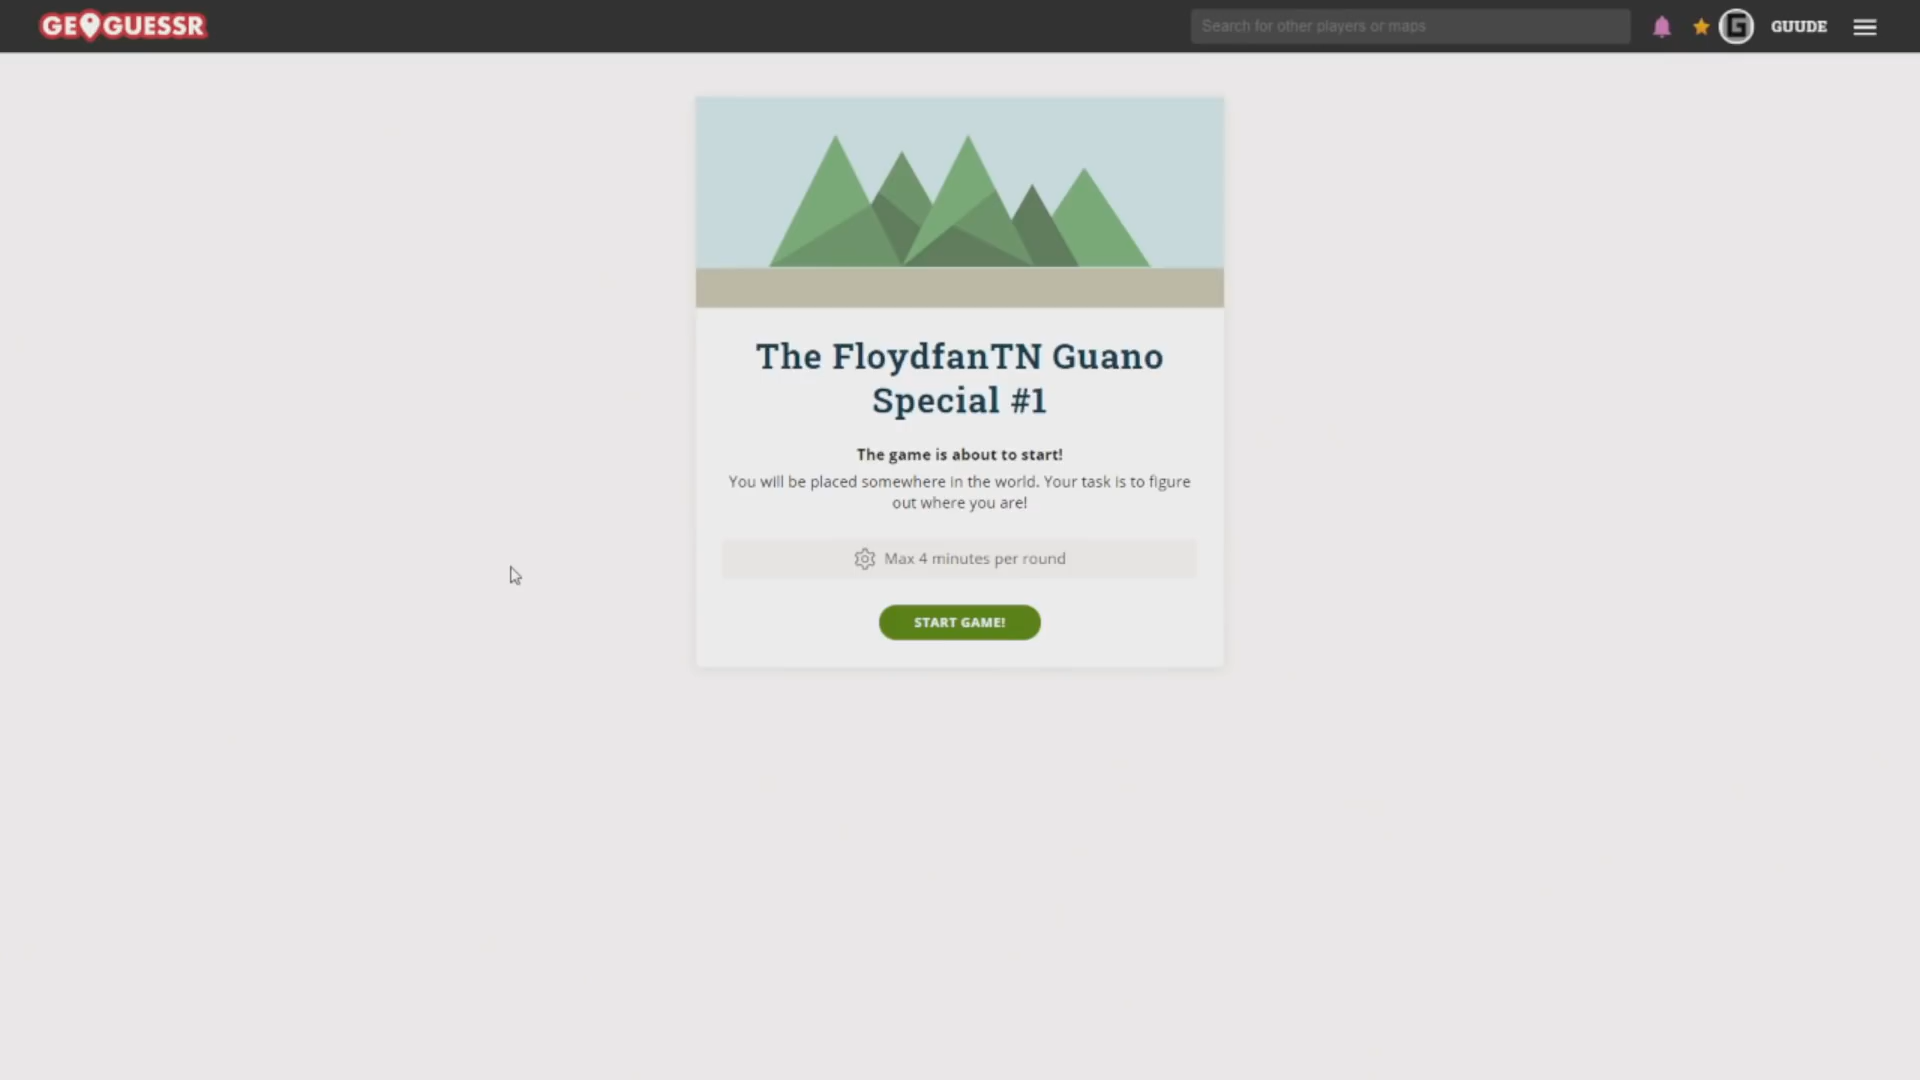 GEOGUESSR
Search for other players or maps
GUUDE
The FloydfanTN Guano
Special #1
The game is about to start!
You will be placed somewhere in the world. Your task is to figure
out where you are!
Max 4 minutes per round
START GAME!